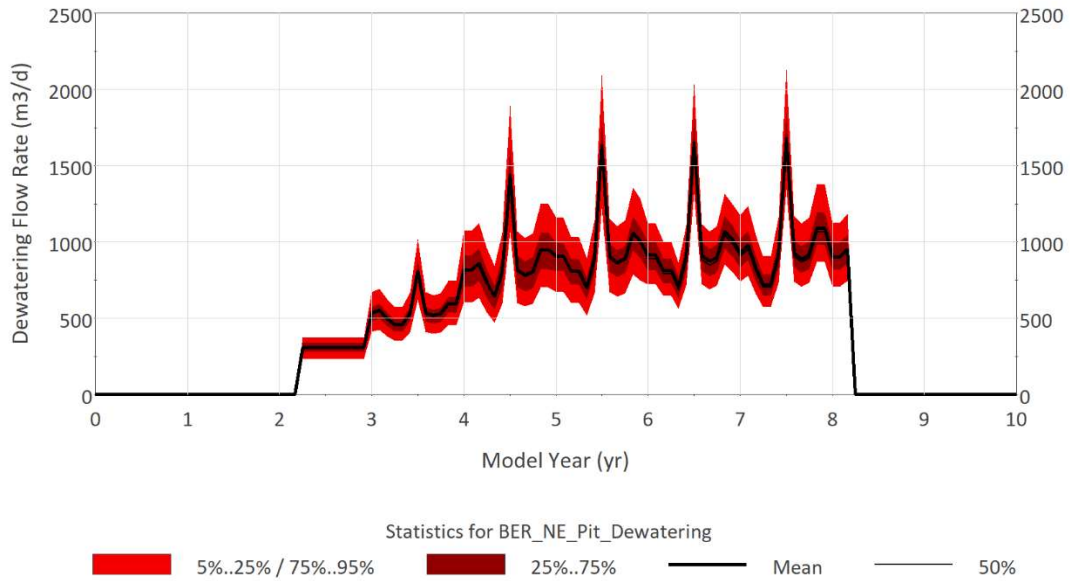 2500 2500
2000 2000
1500 1500
1000 1000
500 500
0 0
Dewatering Flow Rate (m3/d)
0 1 2 3 4 5 6 7 8 9 10
Model Year (yr)
Statistics for BER_NE_Pit_Dewatering
5%..25% / 75%..95% 25%..75% Mean 50%